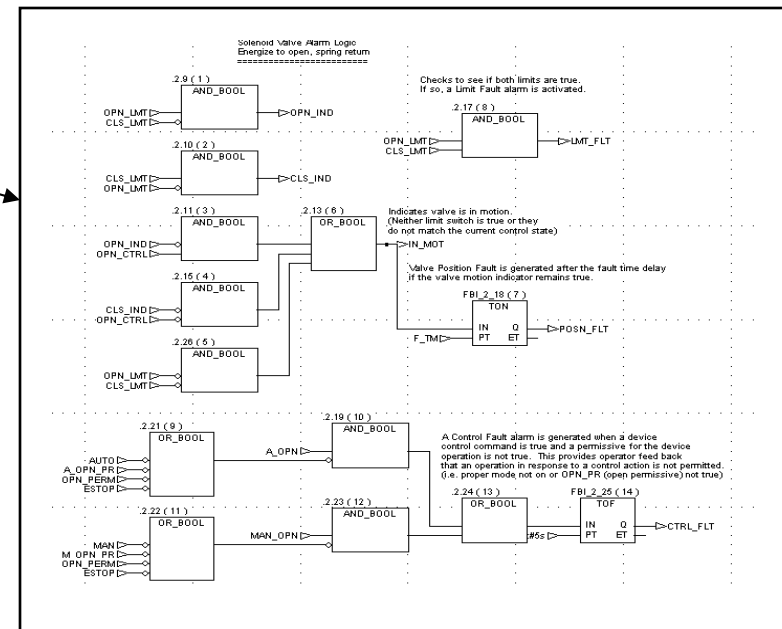 Solenoid Valve Alarm Logic
Energize to open, spring return
=========================
.2.9 ( 1 )
AND_BOOL
OPN_LMT
CLS_LMT
OPN_IND
.2.10 ( 2 )
AND_BOOL
CLS_LMT
OPN_LMT
CLS_IND
.2.11 ( 3 )
AND_BOOL
OPN_IND
OPN_CTRL
.2.15 ( 4 )
AND_BOOL
CLS_IND
OPN_CTRL
.2.26 ( 5 )
AND_BOOL
OPN_LMT
CLS_LMT
.2.13 ( 6 )
OR_BOOL
IN_MOT
Checks to see if both limits are true.
If so, a Limit Fault alarm is activated.
.2.17 ( 8 )
AND_BOOL
OPN_LMT
CLS_LMT
LMT_FLT
Indicates valve is in motion.
(Neither limit switch is true or they
do not match the current control state)
Valve Position Fault is generated after the fault time delay
if the valve motion indicator remains true.
FBI_2_18 ( 7 )
TON
IN Q
PT ET
F_TM
POSN_FLT
.2.21 ( 9 )
OR_BOOL
AUTO
A_OPN_PR
OPN_PERM
ESTOP
.2.19 ( 10 )
AND_BOOL
A_OPN
.2.22 ( 11 )
OR_BOOL
MAN
M_OPN_PR
OPN_PERM
ESTOP
.2.23 ( 12 )
AND_BOOL
MAN_OPN
A Control Fault alarm is generated when a device
control command is true and a permissive for the device
operation is not true. This provides operator feed back
that an operation in response to a control action is not permitted.
(i.e. proper mode not on or OPN_PR (open permissive) not true)
.2.24 ( 13 )
OR_BOOL
FBI_2_25 ( 14 )
TOF
IN Q
PT ET
t#5s
CTRL_FLT